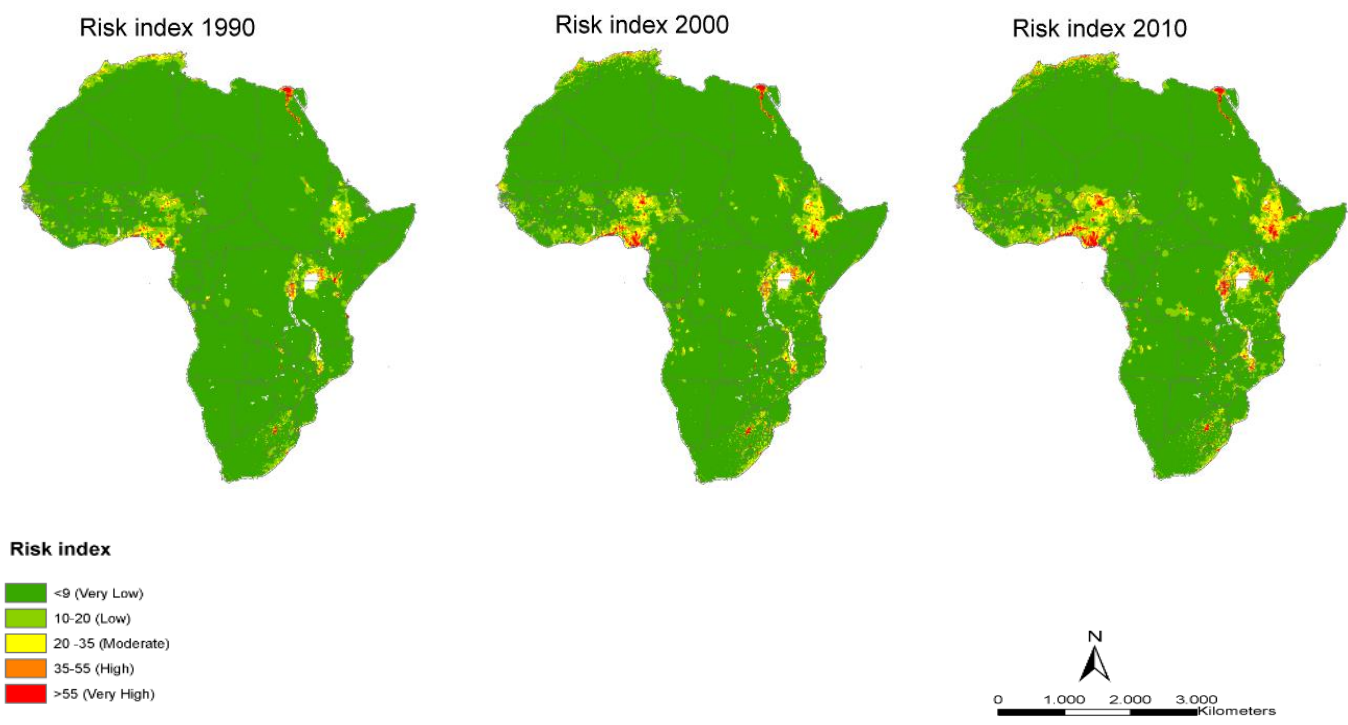 Risk index 1990
Risk index 2000
Risk index 2010
Risk index
<9 (Very Low)
10-20 (Low)
20 -35 (Moderate)
35-55 (High)
>55 (Very High)
N
0 1.000 2.000 3.000
Kilometers